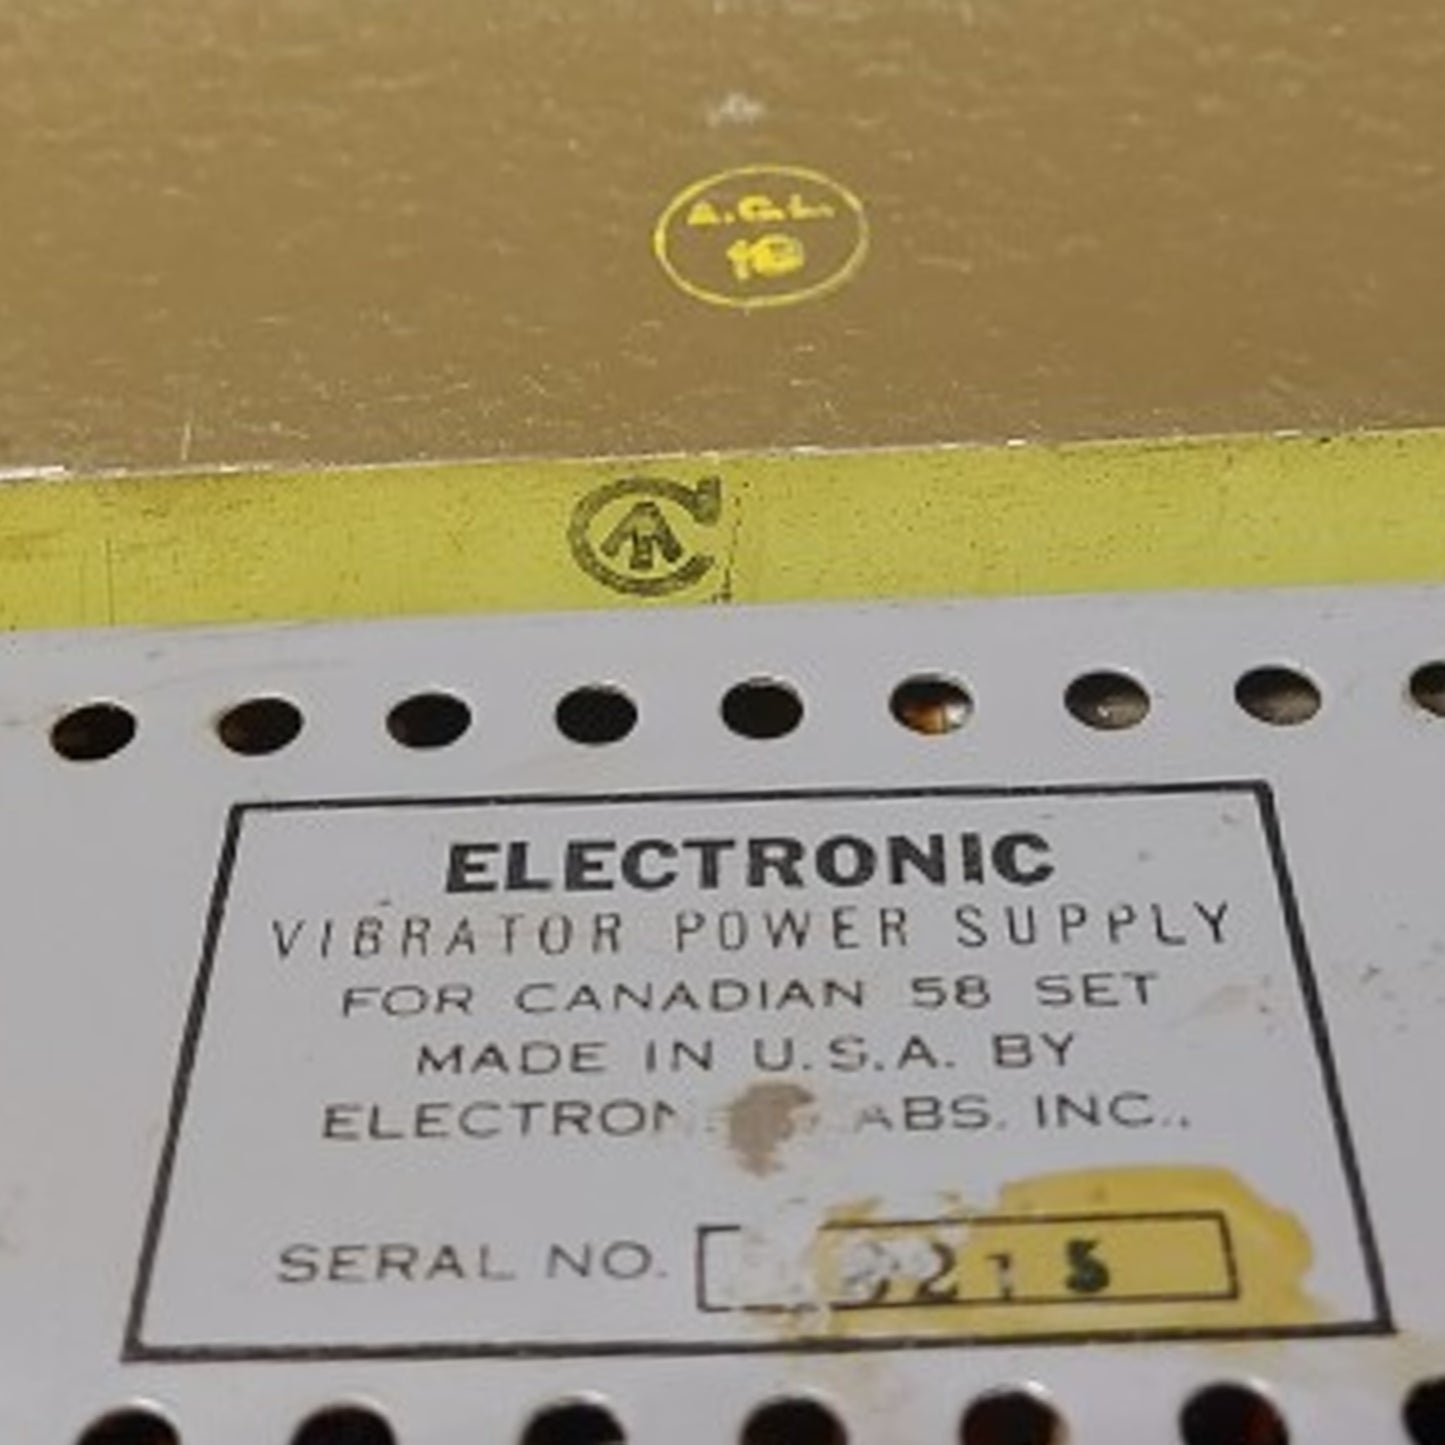 A.C.L.
ELECTRONIC
VIBRATOR POWER SUPPLY
FOR CANADIAN 58 SET
MADE IN U.S.A. BY
ABS. INC.,
SERAL NO.